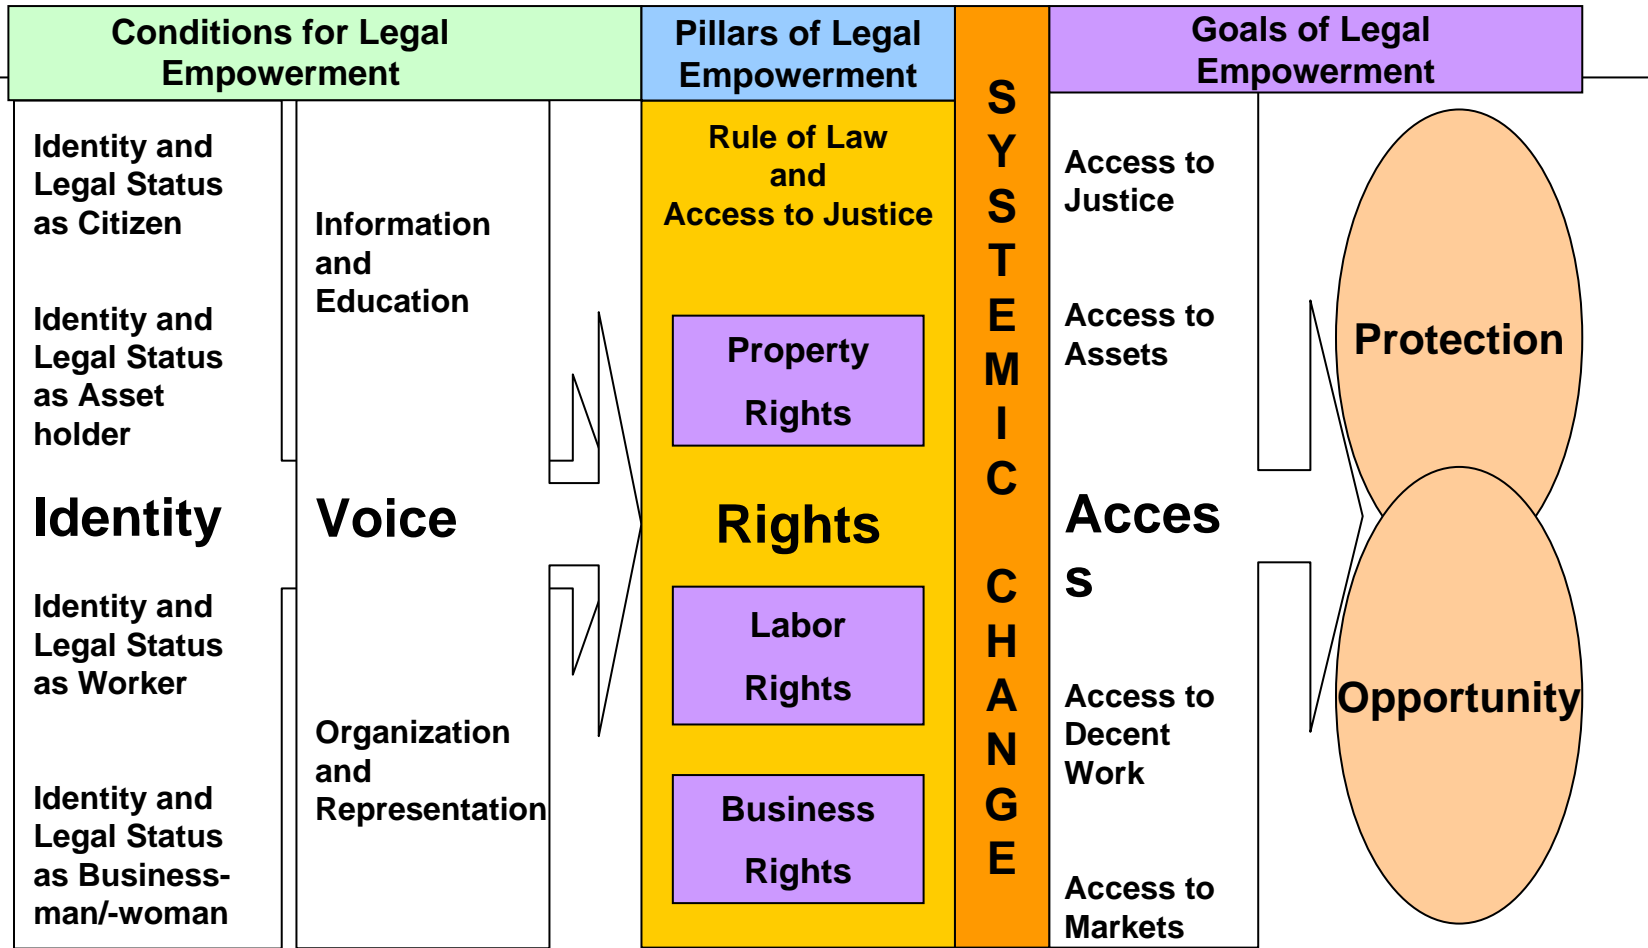 Conditions for Legal
Empowerment
Pillars of Legal
Empowerment
Goals of Legal
Empowerment
Identity and
Legal Status
as Citizen
Identity and
Legal Status
as Asset
holder
Identity
Identity and
Legal Status
as Worker
Identity and
Legal Status
as Business-
man/-woman
Information
and
Education
Voice
Organization
and
Representation
Rule of Law
and
Access to Justice
Property
Rights
Rights
Labor
Rights
Business
Rights
S
Y
S
T
E
M
I
C
C
H
A
N
G
E
Access to
Justice
Access to
Assets
Acces
s
Access to
Decent
Work
Access to
Markets
Protection
Opportunity